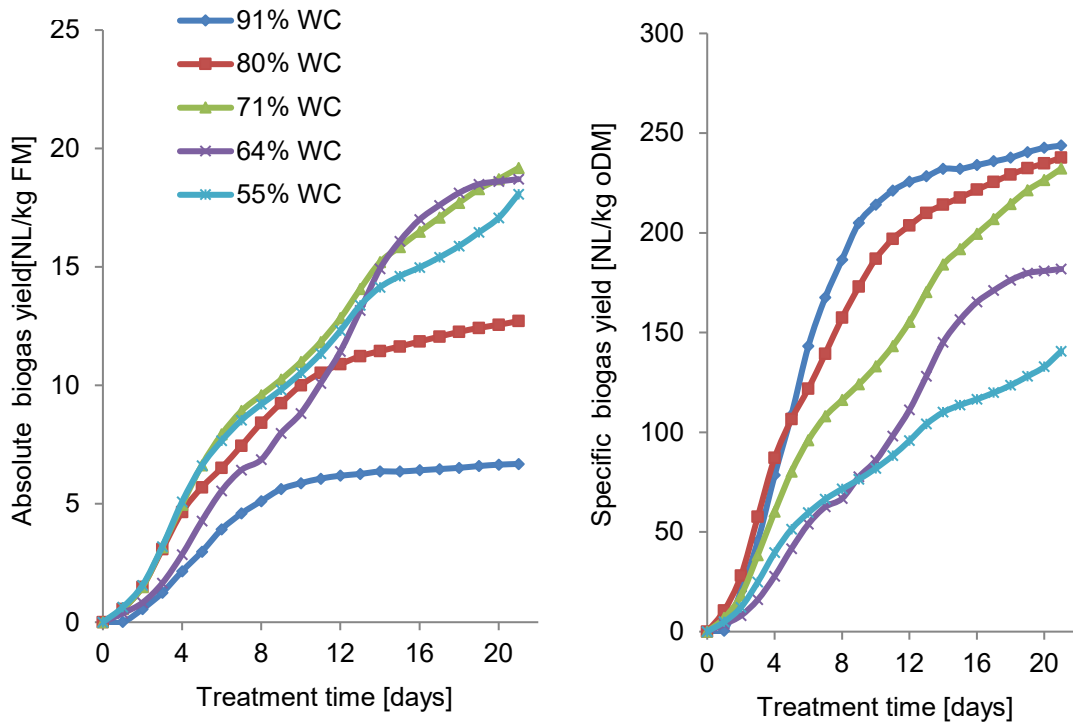 Absolute biogas yield[NL/kg FM]
25
20
15
10
5
0
91% WC
80% WC
71% WC
64% WC
55% WC
0 4 8 12 16 20
Treatment time [days]
Specific biogas yield [NL/kg oDM]
300
250
200
150
100
50
0
0 4 8 12 16 20
Treatment time [days]